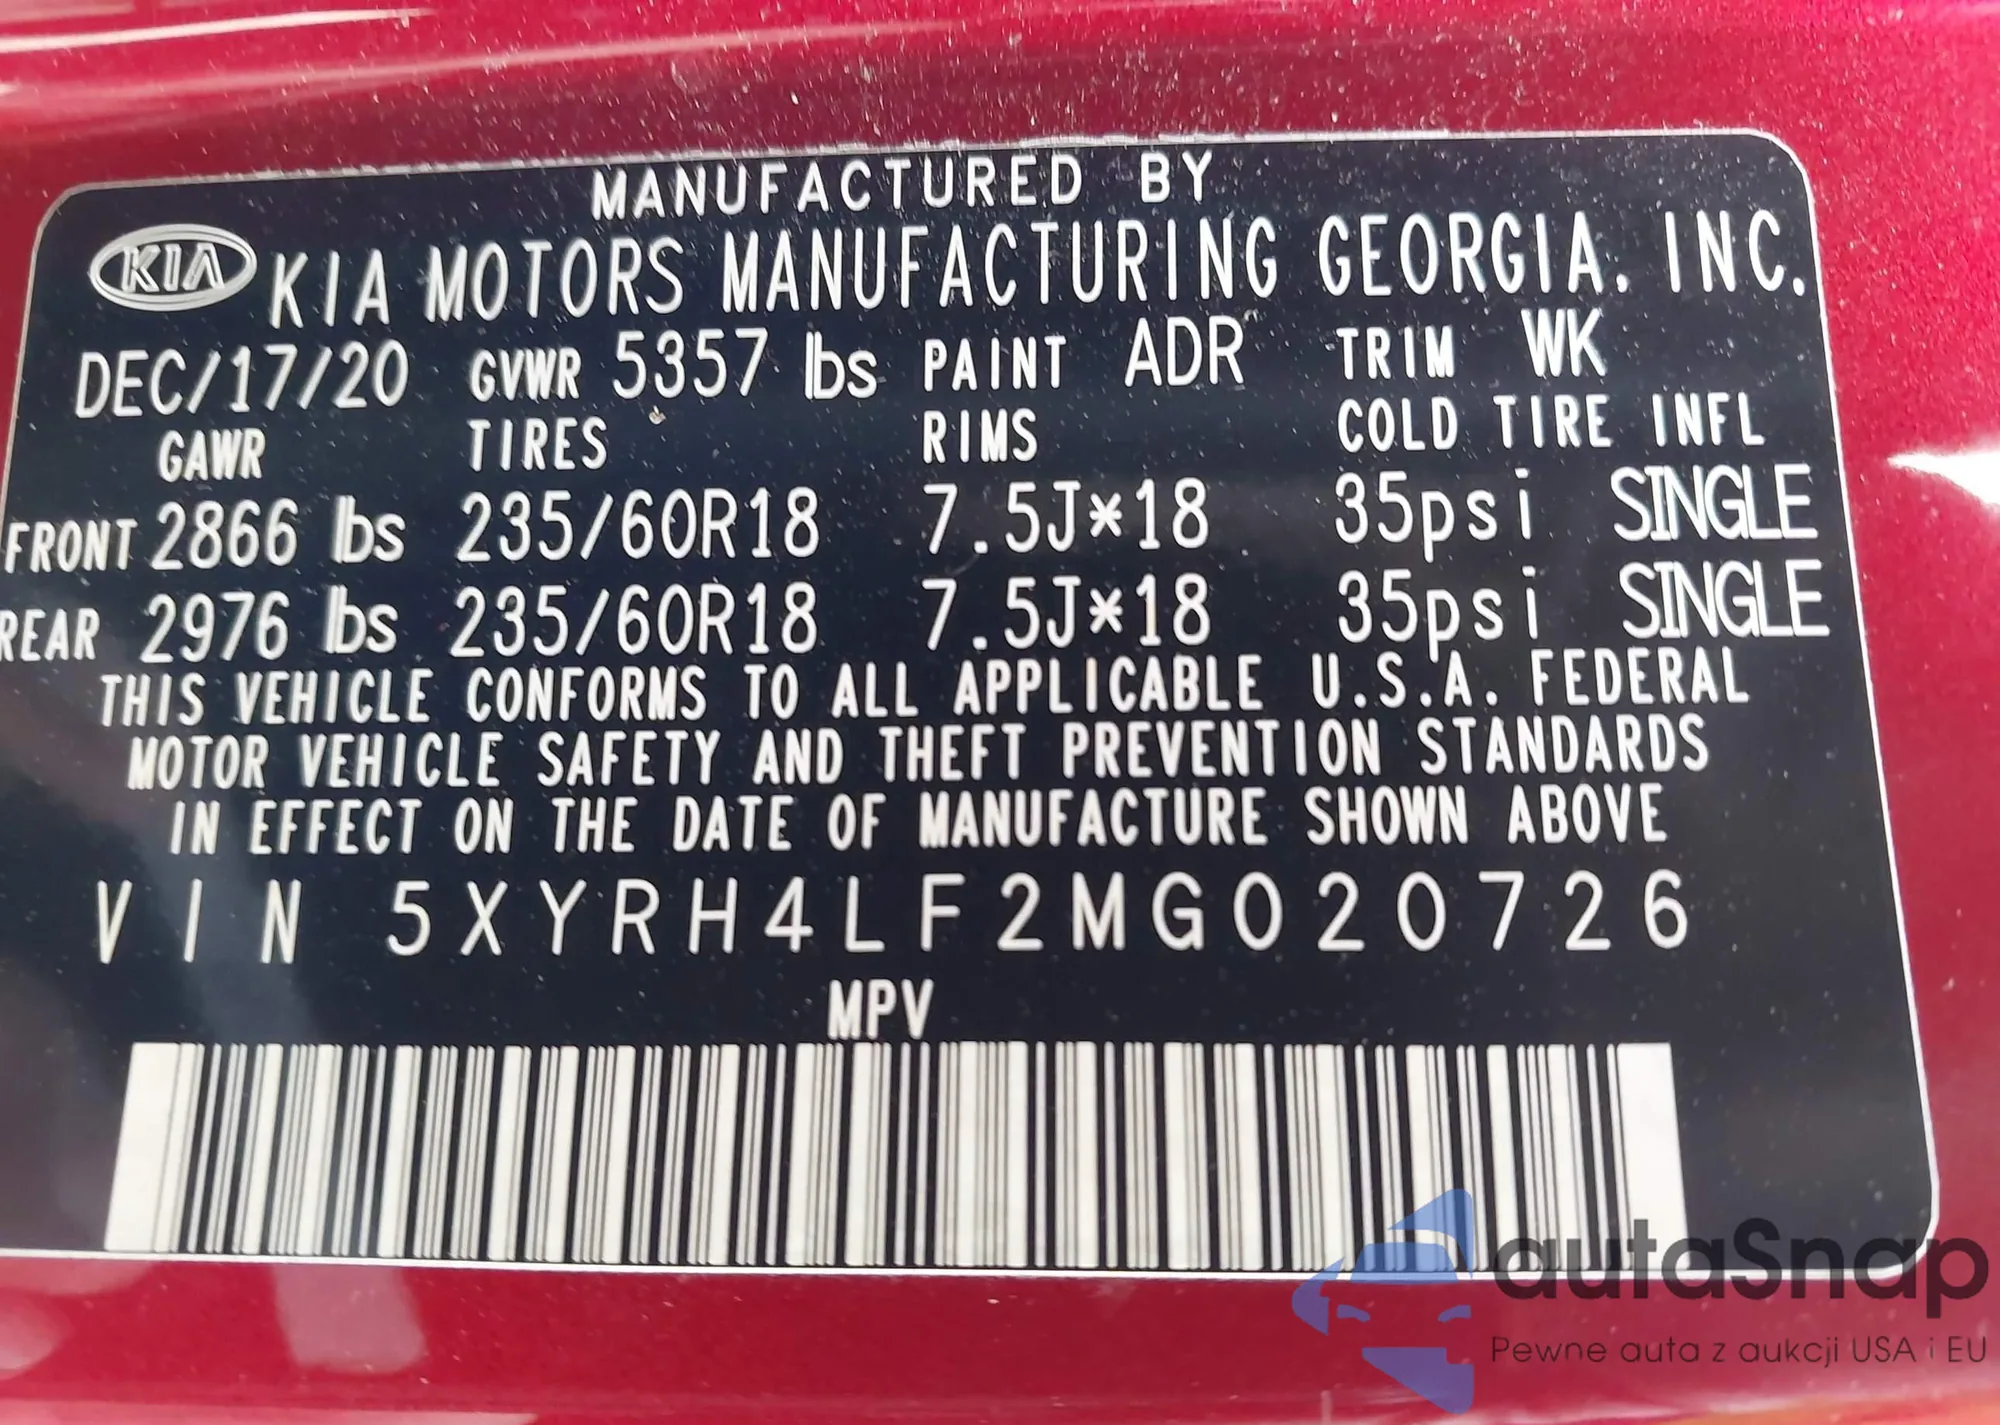 MANUFACTURED BY
KIA KIA MOTORS MANUFACTURING GEORGIA, INC.
DEC/17/20 GVWR 5357 lbs PAINT ADR TRIM WK
GAWR TIRES RIMS COLD TIRE INFL
FRONT 2866 lbs 235/60R18 7.5J*18 35psi SINGLE
REAR 2976 lbs 235/60R18 7.5J*18 35psi SINGLE
THIS VEHICLE CONFORMS TO ALL APPLICABLE U.S.A. FEDERAL
MOTOR VEHICLE SAFETY AND THEFT PREVENTION STANDARDS
IN EFFECT ON THE DATE OF MANUFACTURE SHOWN ABOVE
VIN 5XYRH4LF2MG020726
MPV
autaSnap
Pewne auta z aukcji USA i EU